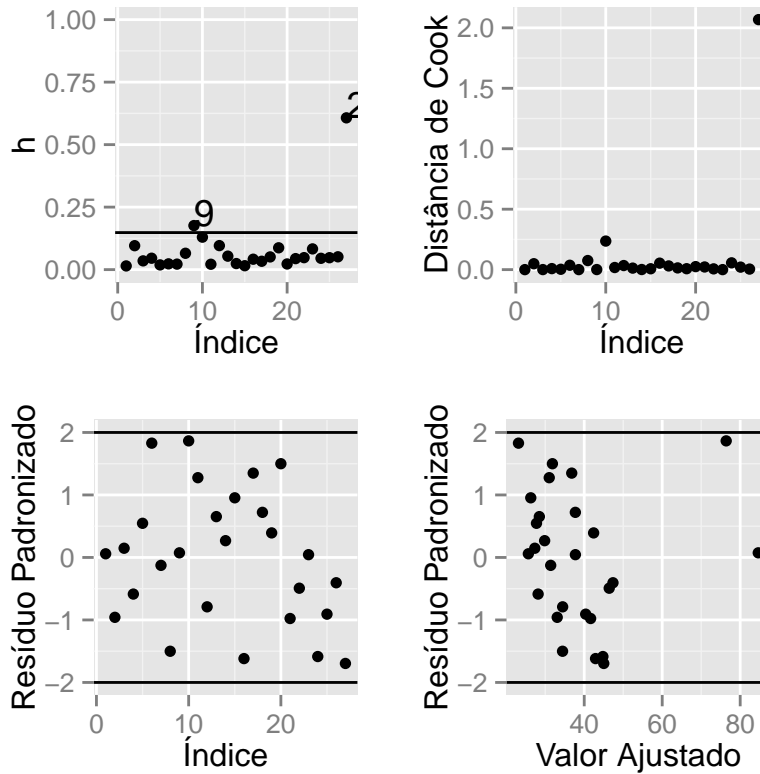 1.00
0.75
0.50
0.25
0.00
h
9
2
0 10 20
Índice
2.0
1.5
1.0
0.5
0.0
Distância de Cook
0 10 20
Índice
2
1
0
−1
−2
Resíduo Padronizado
0 10 20
Índice
2
1
0
−1
−2
Resíduo Padronizado
40 60 80
Valor Ajustado